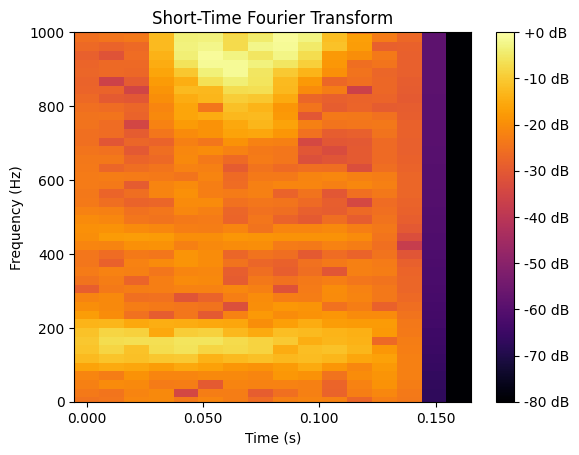 Short-Time Fourier Transform
1000
800
600
400
200
0
Frequency (Hz)
0.000
0.050
0.100
0.150
Time (s)
+0 dB
-10 dB
-20 dB
-30 dB
-40 dB
-50 dB
-60 dB
-70 dB
-80 dB